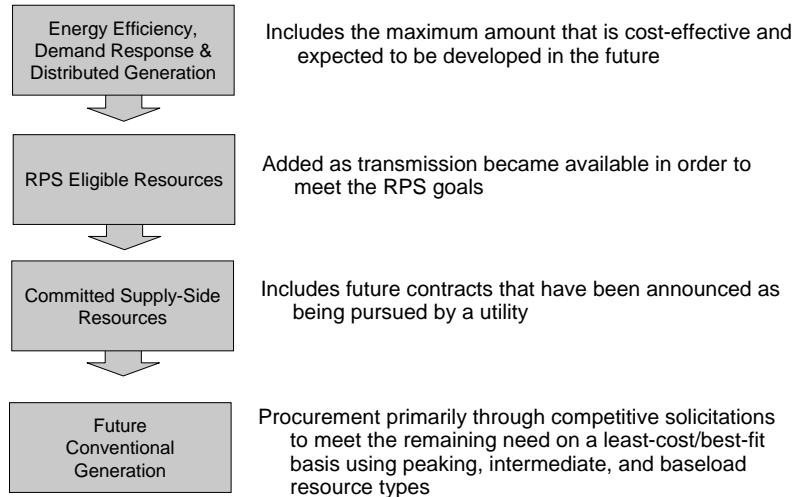 Energy Efficiency,
Demand Response &
Distributed Generation
Includes the maximum amount that is cost-effective and
expected to be developed in the future
RPS Eligible Resources
Added as transmission became available in order to
meet the RPS goals
Committed Supply-Side
Resources
Includes future contracts that have been announced as
being pursued by a utility
Future
Conventional
Generation
Procurement primarily through competitive solicitations
to meet the remaining need on a least-cost/best-fit
basis using peaking, intermediate, and baseload
resource types